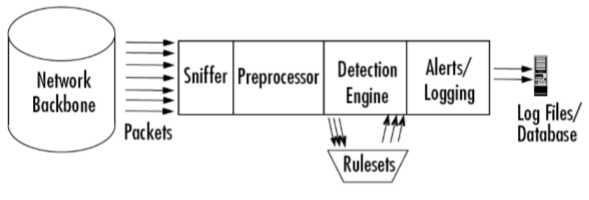 Network
Backbone
Packets
Sniffer
Preprocessor
Detection
Engine
Alerts/
Logging
Rulesets
Log Files/
Database